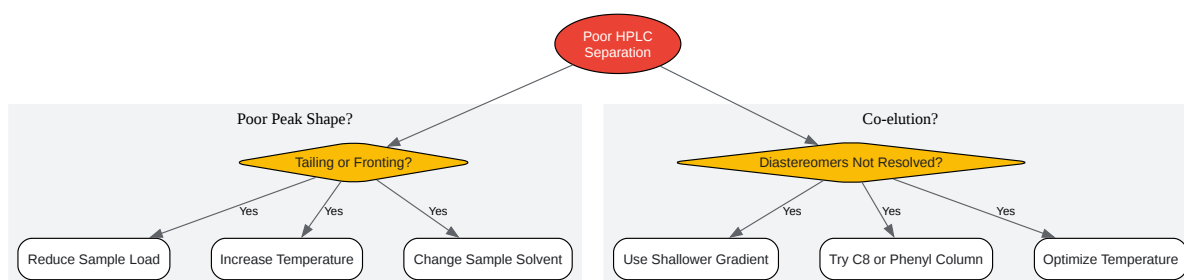 Poor HPLC
Separation
Poor Peak Shape?
Co-elution?
Tailing or Fronting?
Diastereomers Not Resolved?
Yes
Yes
Yes
Yes
Yes
Yes
Reduce Sample Load
Increase Temperature
Change Sample Solvent
Use Shallower Gradient
Try C8 or Phenyl Column
Optimize Temperature